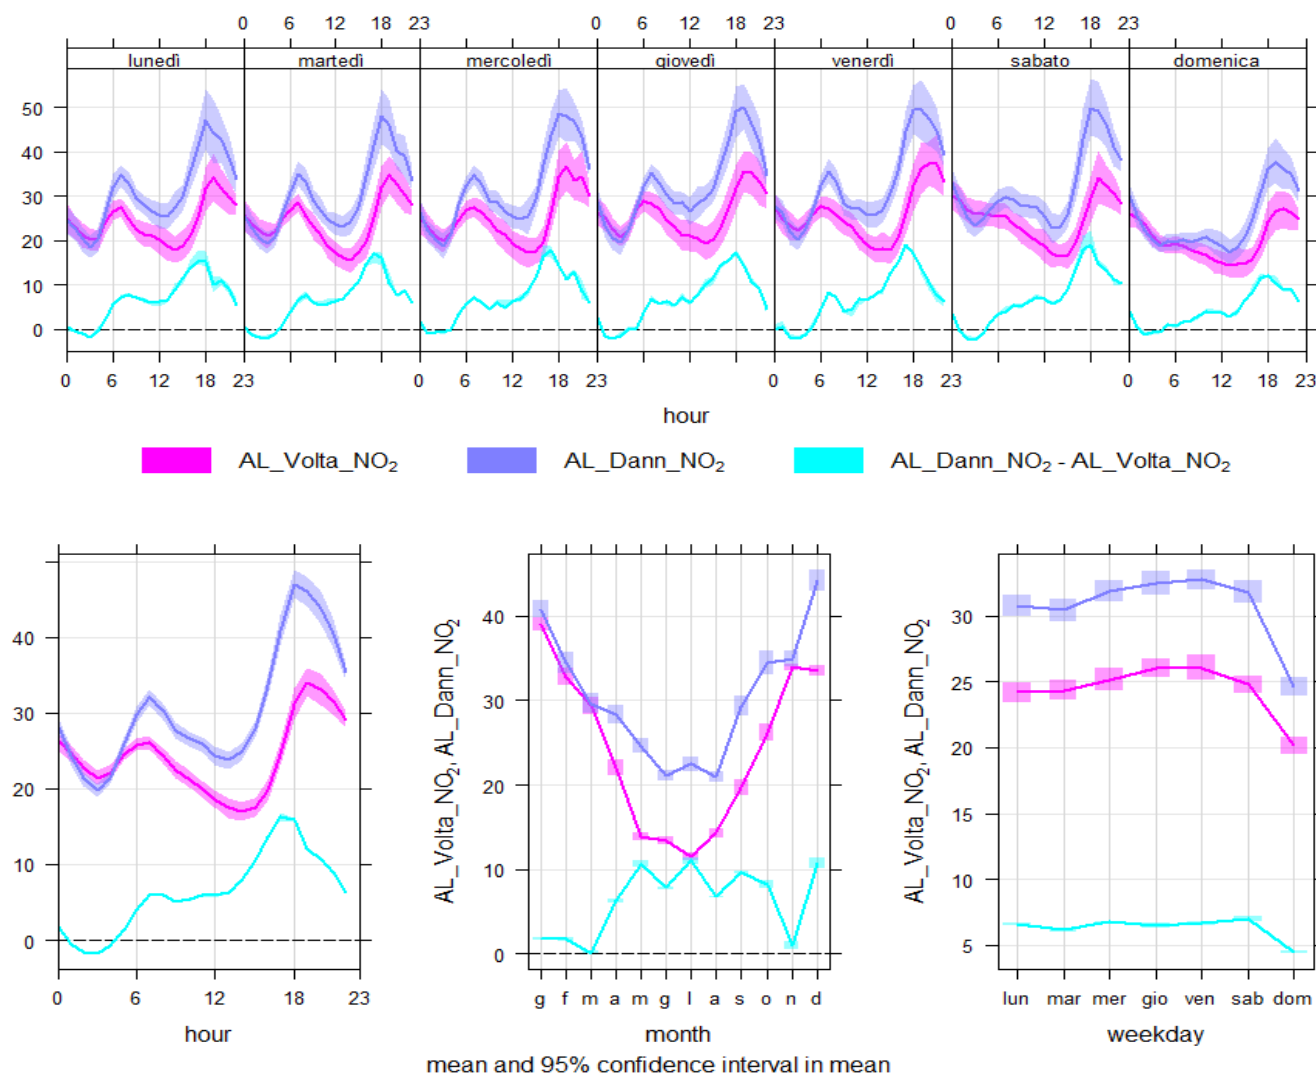 0 6 12 18 23 0 6 12 18 23 0 6 12 18 23
lunedì martedì mercoledì giovedì venerdì sabato domenica
50
40
30
20
10
0
0 6 12 18 23 0 6 12 18 23 0 6 12 18 23 0 6 12 18 23
hour
AL_Volta_NO₂ AL_Dann_NO₂ AL_Dann_NO₂ - AL_Volta_NO₂
40
30
20
10
0
0 6 12 18 23
hour
AL_Volta_NO₂, AL_Dann_NO₂
40
30
20
10
0
g f m a m g l a s o n d
month
AL_Volta_NO₂, AL_Dann_NO₂
30
25
20
15
10
5
lun mar mer gio ven sab dom
weekday
mean and 95% confidence interval in mean